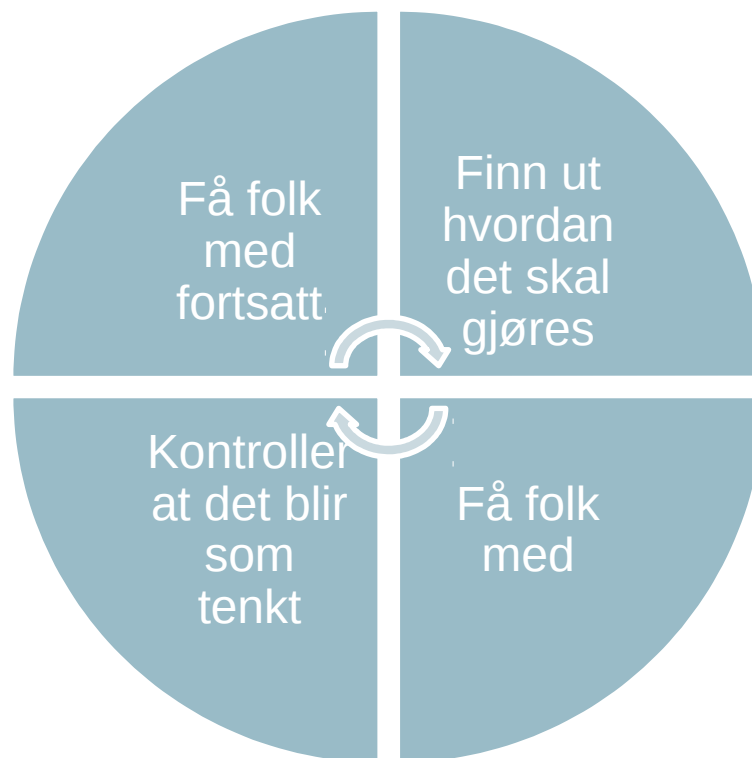 Få folk
med
fortsatt
Finn ut
hvordan
det skal
gjøres
Kontroller
at det blir
som
tenkt
Få folk
med